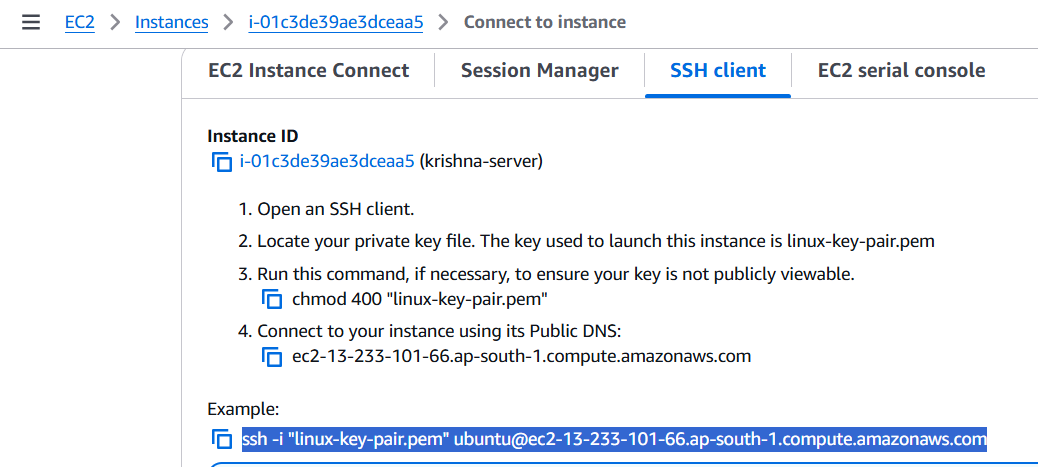 EC2 > Instances > i-01c3de39ae3dceaa5 > Connect to instance
EC2 Instance Connect Session Manager SSH client EC2 serial console
Instance ID
i-01c3de39ae3dceaa5 (krishna-server)
1. Open an SSH client.
2. Locate your private key file. The key used to launch this instance is linux-key-pair.pem
3. Run this command, if necessary, to ensure your key is not publicly viewable.
chmod 400 "linux-key-pair.pem"
4. Connect to your instance using its Public DNS:
ec2-13-233-101-66.ap-south-1.compute.amazonaws.com
Example:
ssh -i "linux-key-pair.pem" ubuntu@ec2-13-233-101-66.ap-south-1.compute.amazonaws.com